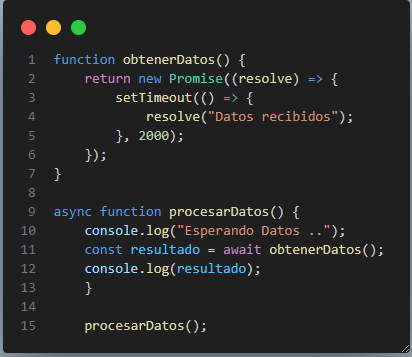 1 function obtenerDatos() {
2     return new Promise((resolve) => {
3         setTimeout(() => {
4             resolve("Datos recibidos");
5         }, 2000);
6     });
7 }
8
9 async function procesarDatos() {
10     console.log("Esperando Datos ..");
11     const resultado = await obtenerDatos();
12     console.log(resultado);
13     }
14
15     procesarDatos();